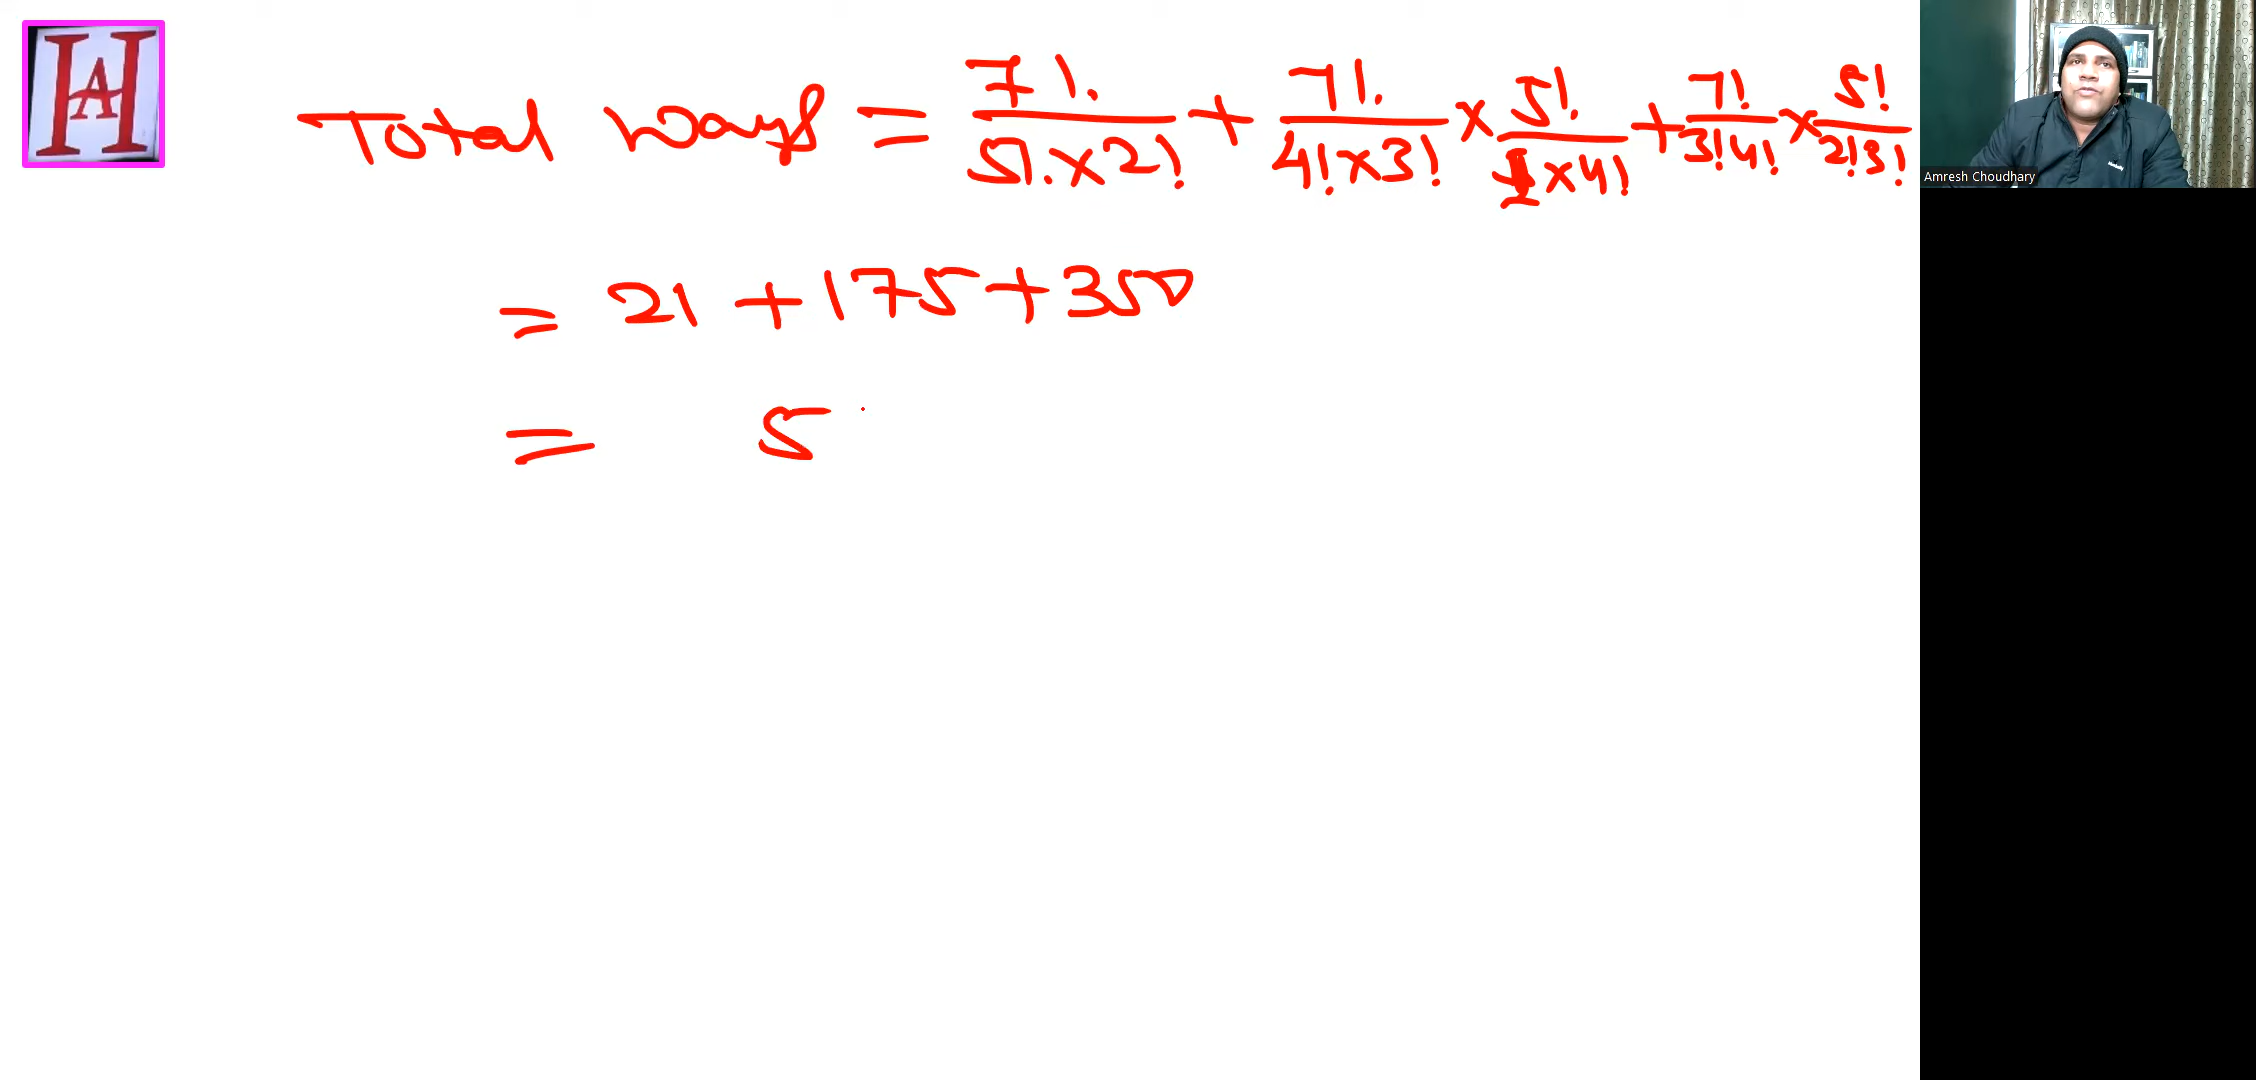 HA
Total Ways = 7!/(5!×2!) + 7!/(4!×3!) × 5!/(1×4!) + 7!/(3!4!) × 5!/(2!3!)
Amresh Choudhary
= 21 + 175 + 350
= 5